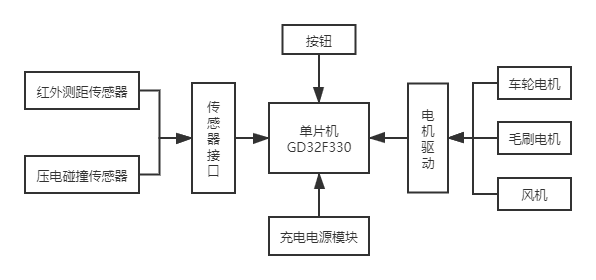 按钮
红外测距传感器
压电碰撞传感器
传感器接口
单片机
GD32F330
电机驱动
车轮电机
毛刷电机
风机
充电电源模块